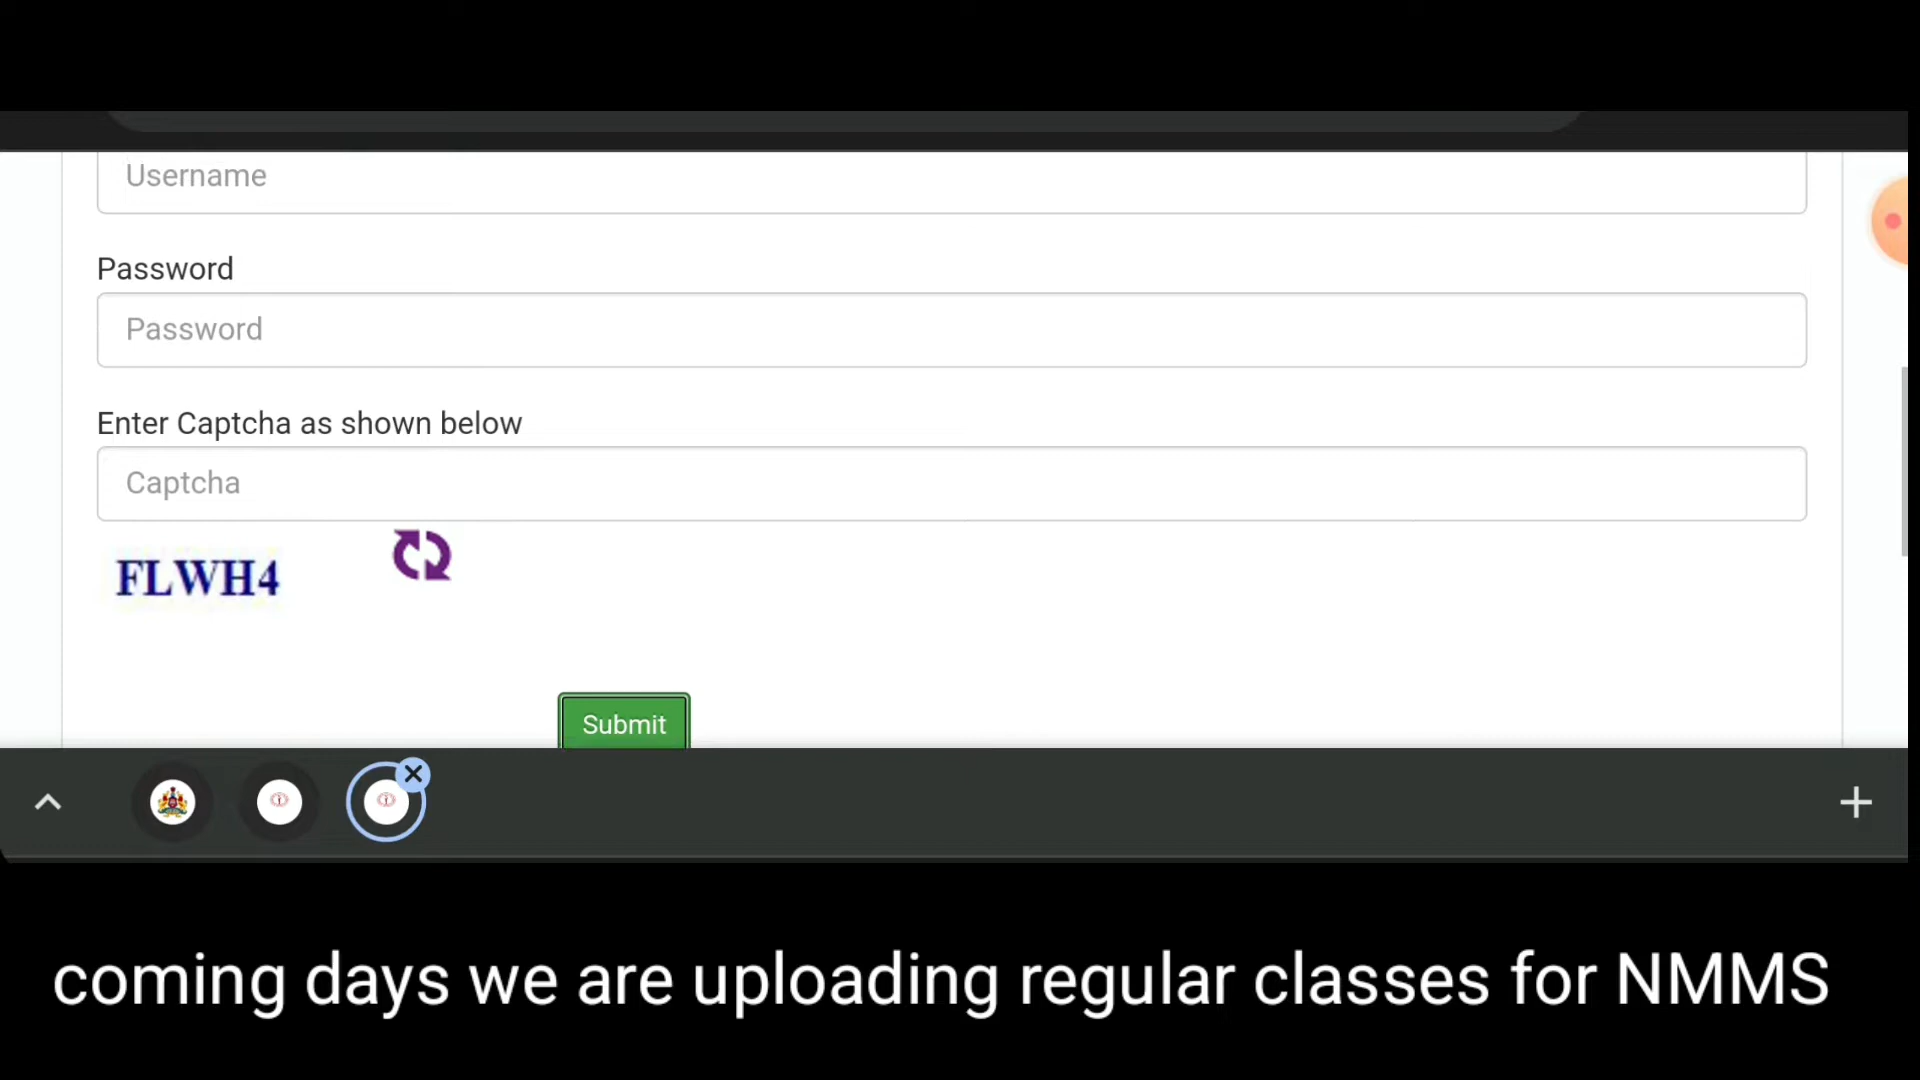 Username
Password
Password
Enter Captcha as shown below
Captcha
FLWH4
Submit
coming days we are uploading regular classes for NMMS